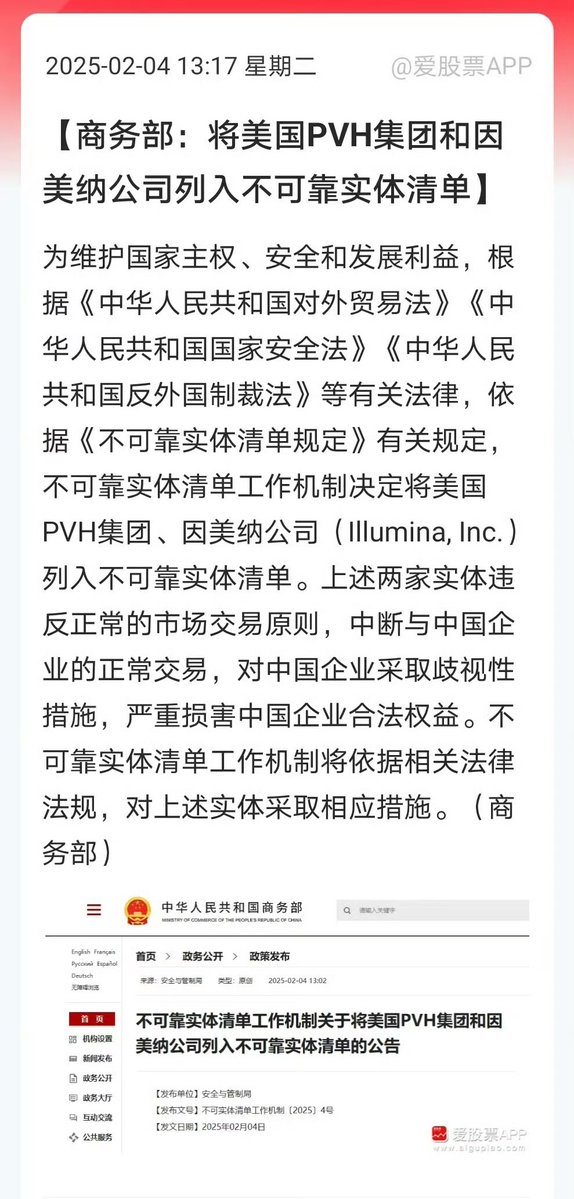 2025-02-04 13:17 星期二
@爱股票APP
【商务部：将美国PVH集团和因
美纳公司列入不可靠实体清单】
为维护国家主权、安全和发展利益，根
据《中华人民共和国对外贸易法》《中
华人民共和国国家安全法》《中华人民
共和国反外国制裁法》等有关法律，依
据《不可靠实体清单规定》有关规定，
不可靠实体清单工作机制决定将美国
PVH集团、因美纳公司（Illumina, Inc.）
列入不可靠实体清单。上述两家实体违
反正常的市场交易原则，中断与中国企
业的正常交易，对中国企业采取歧视性
措施，严重损害中国企业合法权益。不
可靠实体清单工作机制将依据相关法律
法规，对上述实体采取相应措施。（商
务部）
中华人民共和国商务部
MINISTRY OF COMMERCE OF THE PEOPLE'S REPUBLIC OF CHINA
请输入关键字
English Français
Русский Español
Deutsch
无障碍浏览
首页 > 政务公开 > 政策发布
来源：安全与管制局 类型：原创 2025-02-04 13:02
首 页
机构设置
新闻发布
政务公开
政务大厅
互动交流
公共服务
不可靠实体清单工作机制关于将美国PVH集团和因
美纳公司列入不可靠实体清单的公告
【发布单位】安全与管制局
【发布文号】不可靠实体清单工作机制〔2025〕4号
【发文日期】2025年02月04日
爱股票APP
www.aigupiao.com